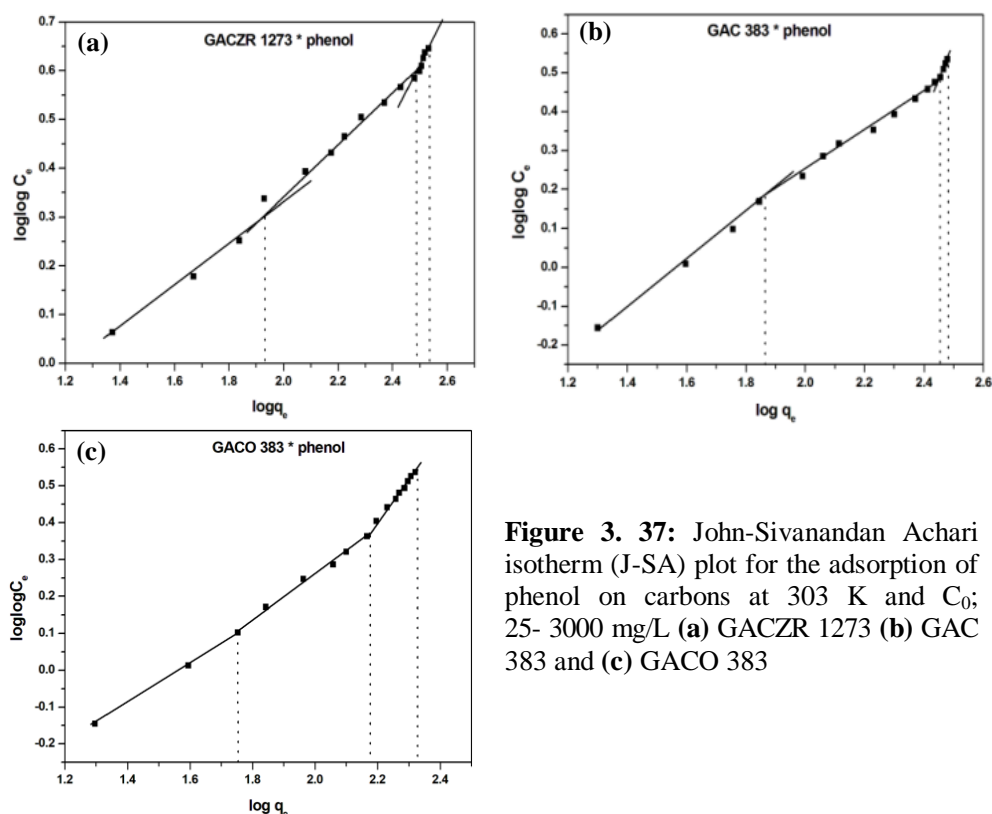 (a)
GACZR 1273 * phenol
loglog Cₑ
0.7
0.6
0.5
0.4
0.3
0.2
0.1
0.0
1.2 1.4 1.6 1.8 2.0 2.2 2.4 2.6
logqₑ
(b)
GAC 383 * phenol
loglog Cₑ
0.6
0.5
0.4
0.3
0.2
0.1
0.0
-0.1
-0.2
1.2 1.4 1.6 1.8 2.0 2.2 2.4 2.6
log qₑ
(c)
GACO 383 * phenol
loglogCₑ
0.6
0.5
0.4
0.3
0.2
0.1
0.0
-0.1
-0.2
1.2 1.4 1.6 1.8 2.0 2.2 2.4
log qₑ
Figure 3. 37: John-Sivanandan Achari
isotherm (J-SA) plot for the adsorption of
phenol on carbons at 303 K and C₀;
25- 3000 mg/L (a) GACZR 1273 (b) GAC
383 and (c) GACO 383